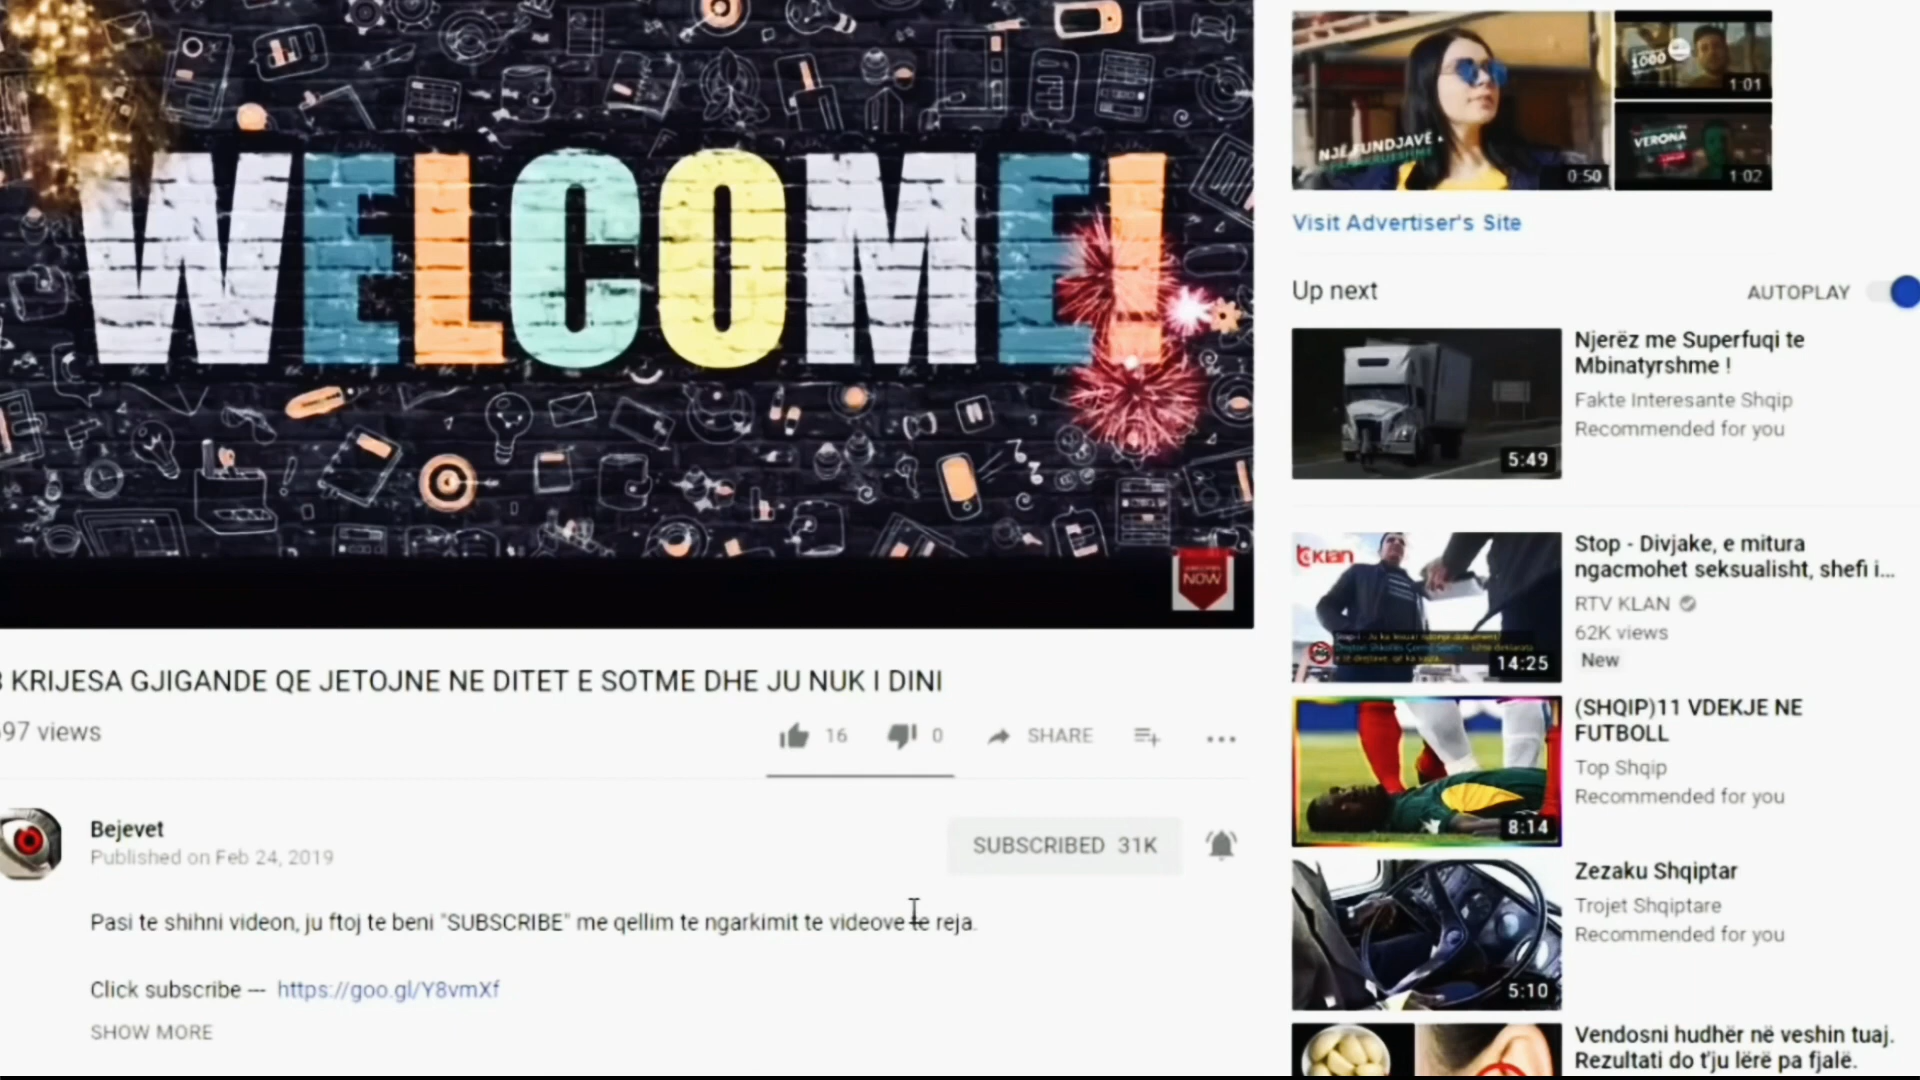 WELCOME!
NOW
KRIJESA GJIGANDE QE JETOJNE NE DITET E SOTME DHE JU NUK I DINI
97 views
16
0
SHARE
Bejevet
Published on Feb 24, 2019
SUBSCRIBED 31K
Pasi te shihni videon, ju ftoj te beni "SUBSCRIBE" me qellim te ngarkimit te videove te reja.
Click subscribe --- https://goo.gl/Y8vmXf
SHOW MORE
NJË FUNDJAVË
0:50
1000
1:01
VERONA
1:02
Visit Advertiser's Site
Up next
AUTOPLAY
5:49
Njerëz me Superfuqi te
Mbinatyrshme !
Fakte Interesante Shqip
Recommended for you
klan
14:25
Stop - Divjake, e mitura
ngacmohet seksualisht, shefi i...
RTV KLAN
62K views
New
8:14
(SHQIP)11 VDEKJE NE
FUTBOLL
Top Shqip
Recommended for you
5:10
Zezaku Shqiptar
Trojet Shqiptare
Recommended for you
Vendosni hudhër në veshin tuaj.
Rezultati do t'ju lërë pa fjalë.